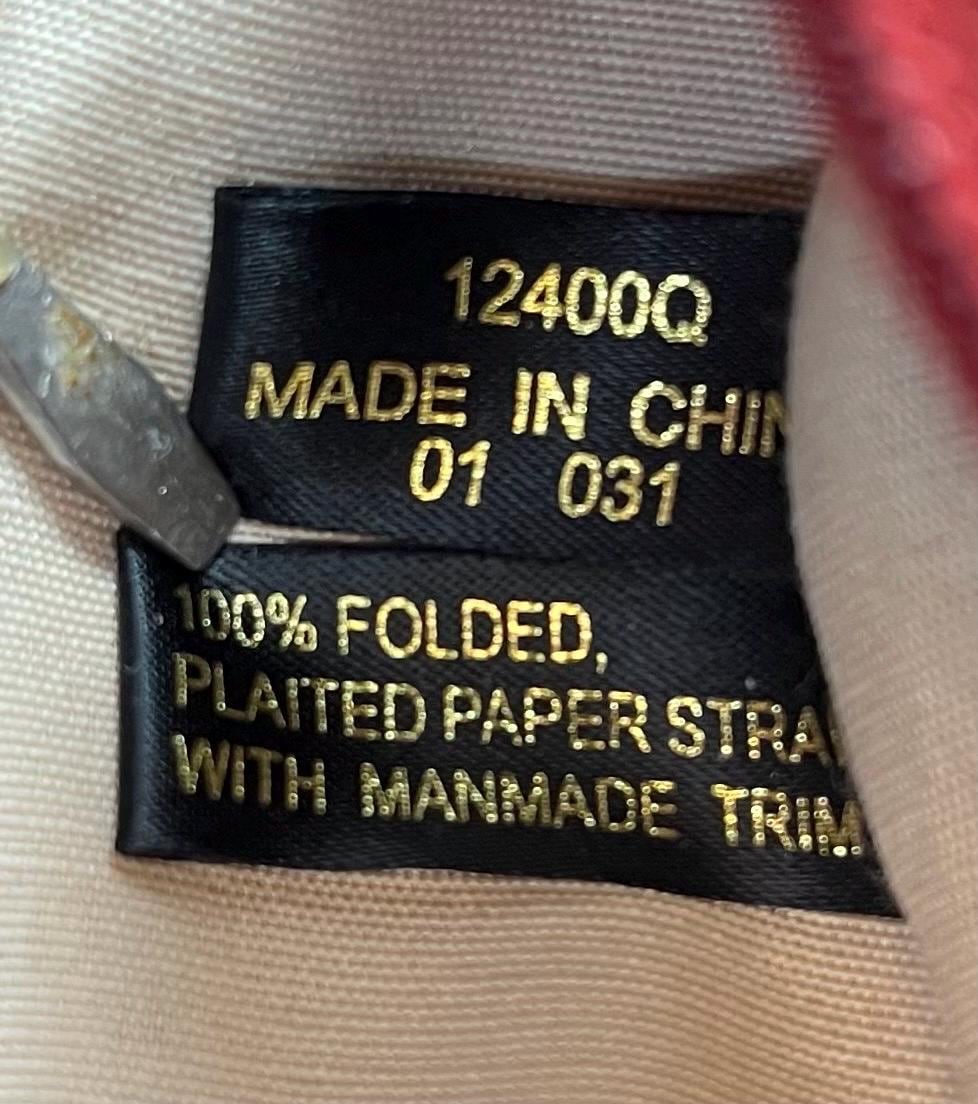 12400Q
MADE IN CHIN
01 031
100% FOLDED,
PLAITED PAPER STRA
WITH MANMADE TRIM